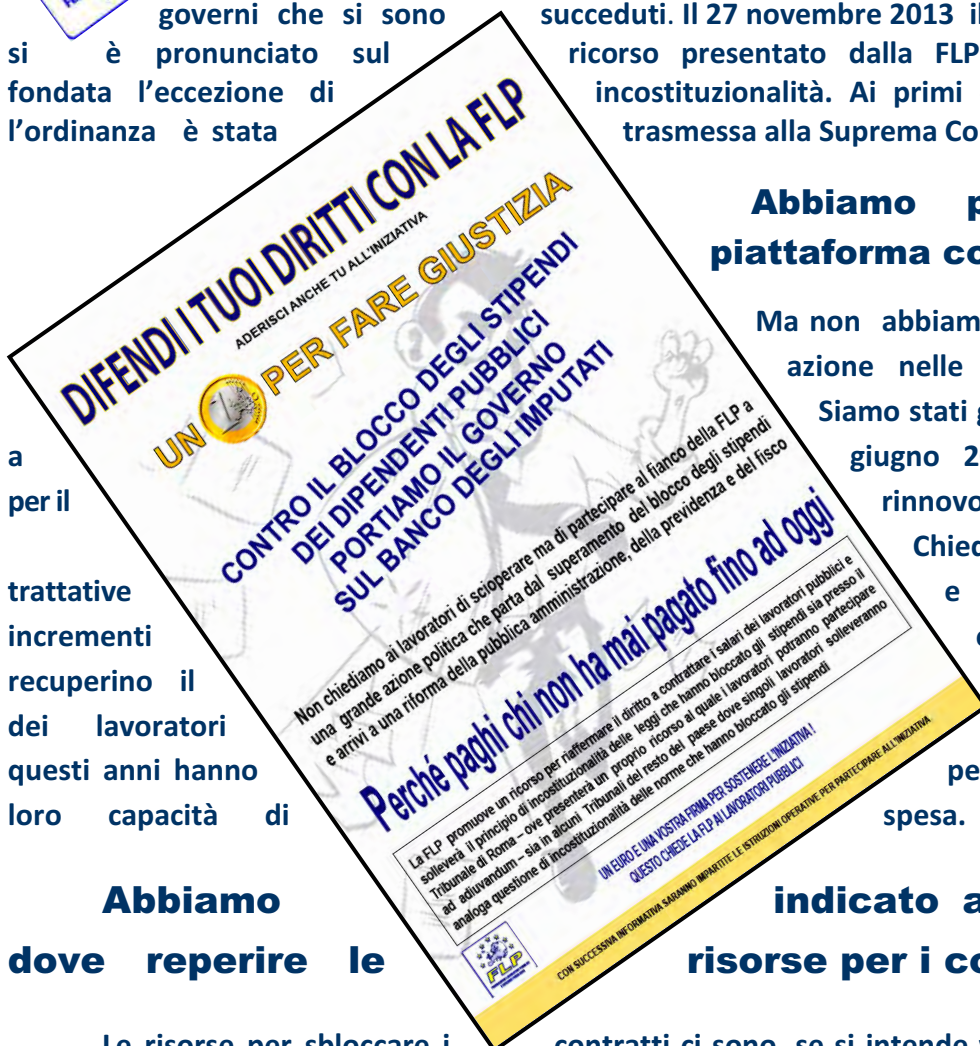 governi che si sono succeduti. Il 27 novembre 2013 il
si è pronunciato sul ricorso presentato dalla FLP
fondata l'eccezione di incostituzionalità. Ai primi
l'ordinanza è stata trasmessa alla Suprema Co
Abbiamo p
piattaforma co
Ma non abbiam
azione nelle
Siamo stati
a giugno 2
per il rinnovo
Chied
trattative e
incrementi
recuperino il
dei lavoratori
questi anni hanno pe
loro capacità di spesa.
Abbiamo indicato a
dove reperire le risorse per i co
Le risorse per sbloccare i contratti ci sono, se si intende
DIFENDI I TUOI DIRITTI CON LA FLP
ADERISCI ANCHE TU ALL'INIZIATIVA
UN PER FARE GIUSTIZIA
CONTRO IL BLOCCO DEGLI STIPENDI
DEI DIPENDENTI PUBBLICI
PORTIAMO IL GOVERNO
SUL BANCO DEGLI IMPUTATI
Non chiediamo ai lavoratori di scioperare ma di partecipare al fianco della FLP a
una grande azione politica che parta dal superamento del blocco degli stipendi
e arrivi a una riforma della pubblica amministrazione, della previdenza e del fisco
Perché paghi chi non ha mai pagato fino ad oggi
La FLP promuove un ricorso per riaffermare il diritto a contrattare i salari dei lavoratori pubblici e
solleverà il principio di incostituzionalità delle leggi che hanno bloccato gli stipendi sia presso il
Tribunale di Roma – ove presenterà un proprio ricorso al quale i lavoratori potranno partecipare
ad adiuvandum – sia in alcuni Tribunali del resto del paese dove singoli lavoratori solleveranno
analoga questione di incostituzionalità delle norme che hanno bloccato gli stipendi
UN EURO E UNA VOSTRA FIRMA PER SOSTENERE L'INIZIATIVA !
QUESTO CHIEDE LA FLP AI LAVORATORI PUBBLICI
FLP
CON SUCCESSIVA INFORMATIVA SARANNO IMPARTITE LE ISTRUZIONI OPERATIVE PER PARTECIPARE ALL'INIZIATIVA